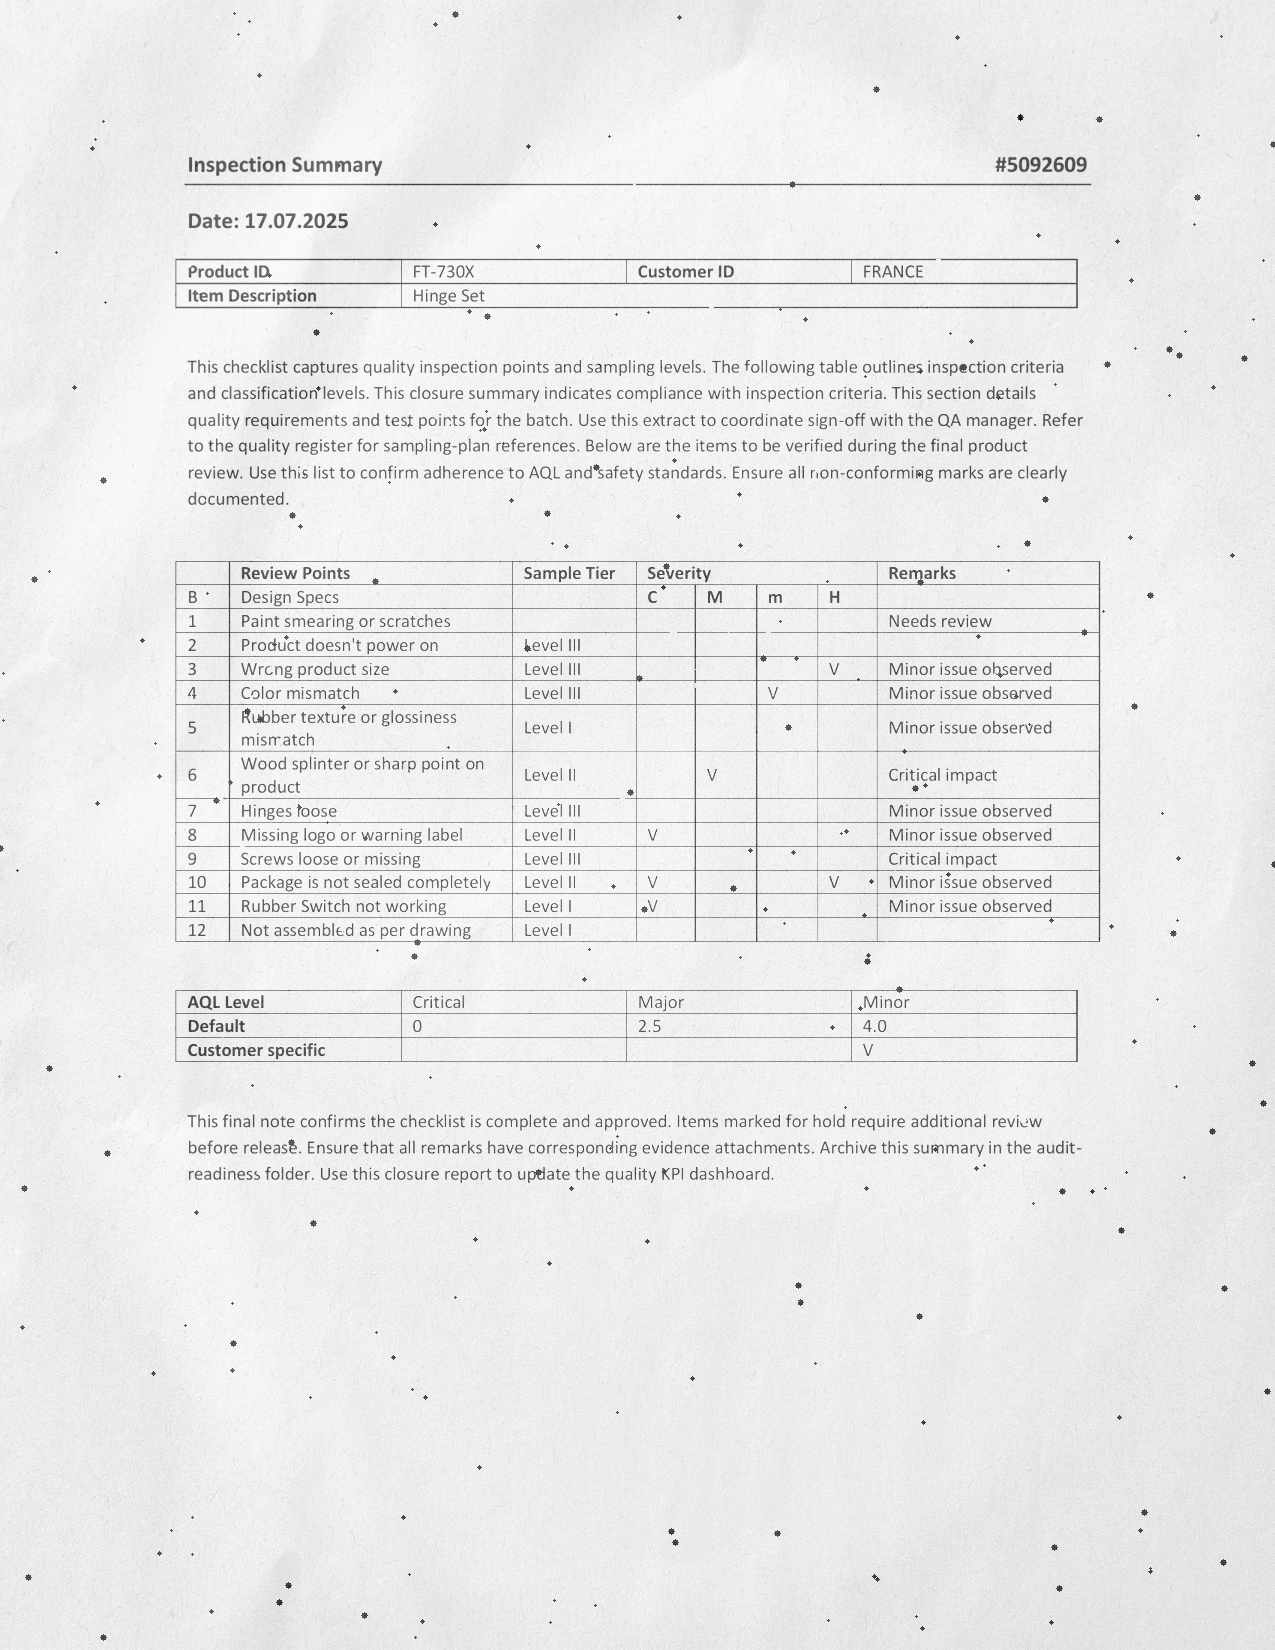 Inspection Summary #5092609
Date: 17.07.2025
Product ID FT-730X Customer ID FRANCE
Item Description Hinge Set
This checklist captures quality inspection points and sampling levels. The following table outlines inspection criteria
and classification levels. This closure summary indicates compliance with inspection criteria. This section details
quality requirements and test points for the batch. Use this extract to coordinate sign-off with the QA manager. Refer
to the quality register for sampling-plan references. Below are the items to be verified during the final product
review. Use this list to confirm adherence to AQL and safety standards. Ensure all non-conforming marks are clearly
documented.
Review Points Sample Tier Severity Remarks
B Design Specs C M m H
1 Paint smearing or scratches Needs review
2 Product doesn't power on Level III
3 Wrong product size Level III V Minor issue observed
4 Color mismatch Level III V Minor issue observed
5 Rubber texture or glossiness
mismatch Level I Minor issue observed
6 Wood splinter or sharp point on
product Level II V Critical impact
7 Hinges loose Level III Minor issue observed
8 Missing logo or warning label Level II V Minor issue observed
9 Screws loose or missing Level III Critical impact
10 Package is not sealed completely Level II V V Minor issue observed
11 Rubber Switch not working Level I V Minor issue observed
12 Not assembled as per drawing Level I
AQL Level Critical Major Minor
Default 0 2.5 4.0
Customer specific V
This final note confirms the checklist is complete and approved. Items marked for hold require additional review
before release. Ensure that all remarks have corresponding evidence attachments. Archive this summary in the audit-
readiness folder. Use this closure report to update the quality KPI dashboard.